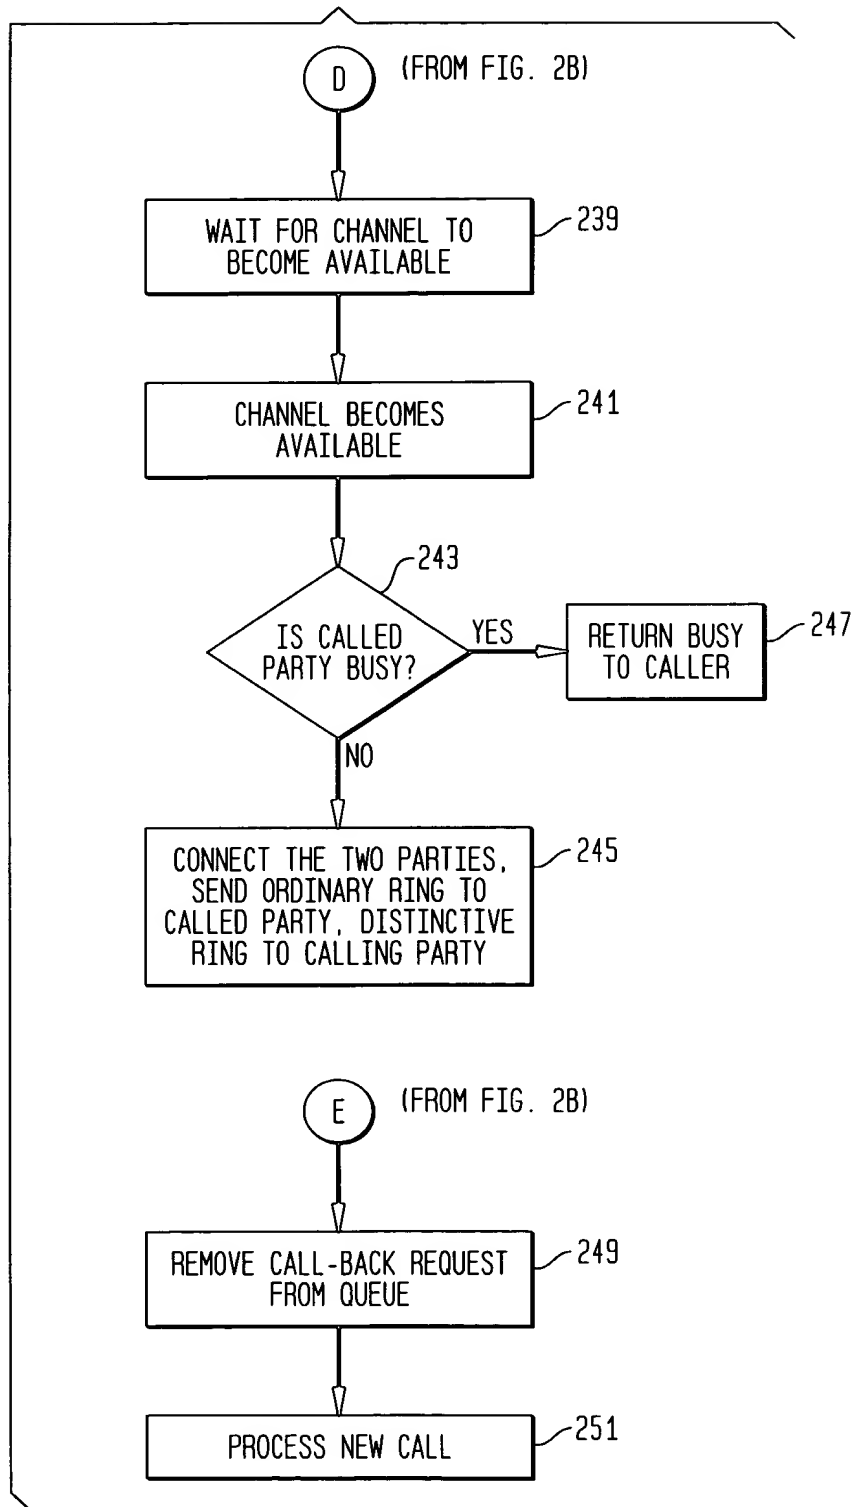 D
(FROM FIG. 2B)
WAIT FOR CHANNEL TO
BECOME AVAILABLE
239
CHANNEL BECOMES
AVAILABLE
241
243
IS CALLED
PARTY BUSY?
YES
RETURN BUSY
TO CALLER
247
NO
CONNECT THE TWO PARTIES,
SEND ORDINARY RING TO
CALLED PARTY, DISTINCTIVE
RING TO CALLING PARTY
245
E
(FROM FIG. 2B)
REMOVE CALL-BACK REQUEST
FROM QUEUE
249
PROCESS NEW CALL
251